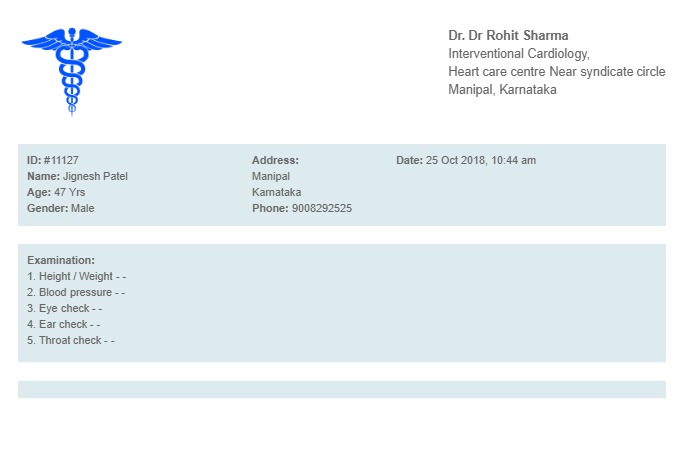 Dr. Dr Rohit Sharma
Interventional Cardiology,
Heart care centre Near syndicate circle
Manipal, Karnataka
ID: #11127
Name: Jignesh Patel
Age: 47 Yrs
Gender: Male
Address:
Manipal
Karnataka
Phone: 9008292525
Date: 25 Oct 2018, 10:44 am
Examination:
1. Height / Weight - -
2. Blood pressure - -
3. Eye check - -
4. Ear check - -
5. Throat check - -